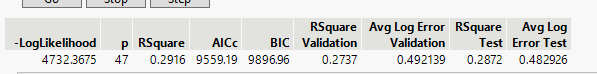 Go Stop Step
RSquare Avg Log Error RSquare Avg Log
-LogLikelihood p RSquare AICc BIC Validation Validation Test Error Test
4732.3675 47 0.2916 9559.19 9896.96 0.2737 0.492139 0.2872 0.482926